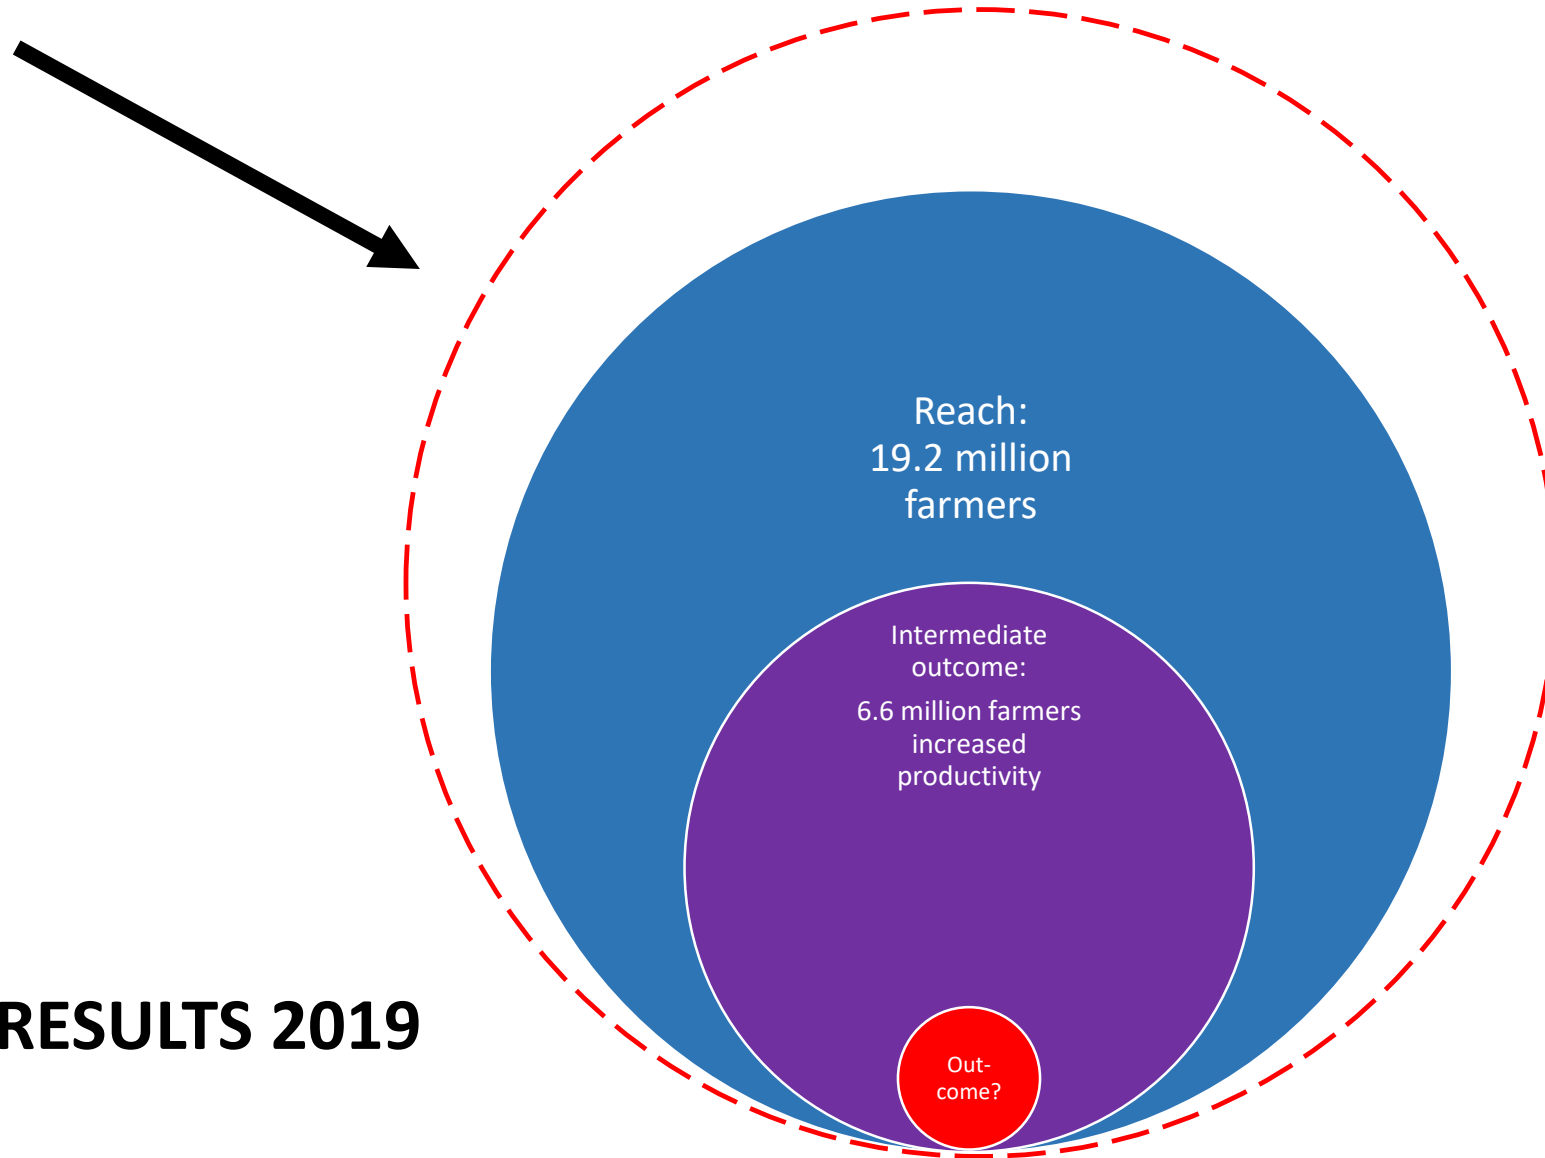 Reach:
19.2 million
farmers
Intermediate
outcome:
6.6 million farmers
increased
productivity
RESULTS 2019
Out-
come?